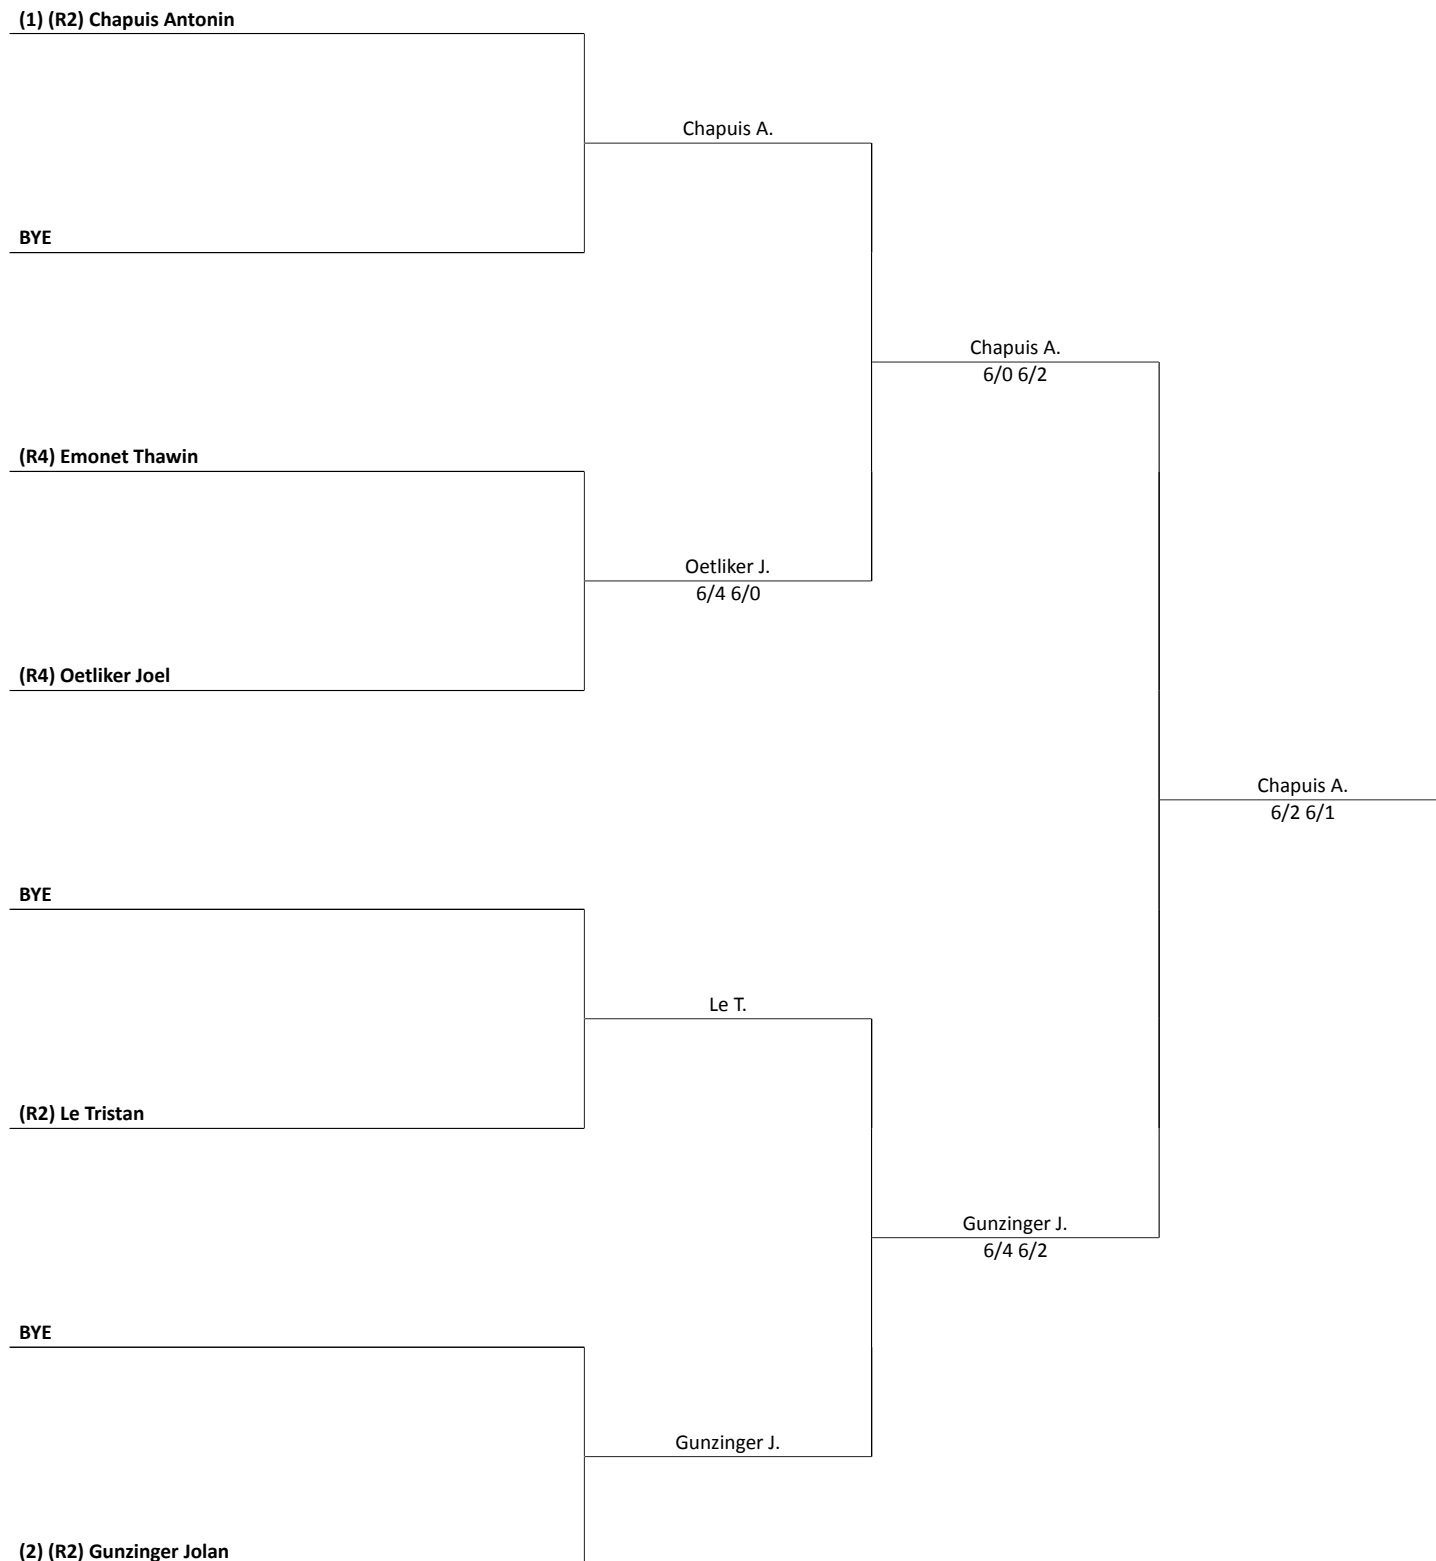 (1) (R2) Chapuis Antonin
Chapuis A.
BYE
Chapuis A.
6/0 6/2
(R4) Emonet Thawin
Oetliker J.
6/4 6/0
(R4) Oetliker Joel
Chapuis A.
6/2 6/1
BYE
Le T.
(R2) Le Tristan
Gunzinger J.
6/4 6/2
BYE
Gunzinger J.
(2) (R2) Gunzinger Jolan